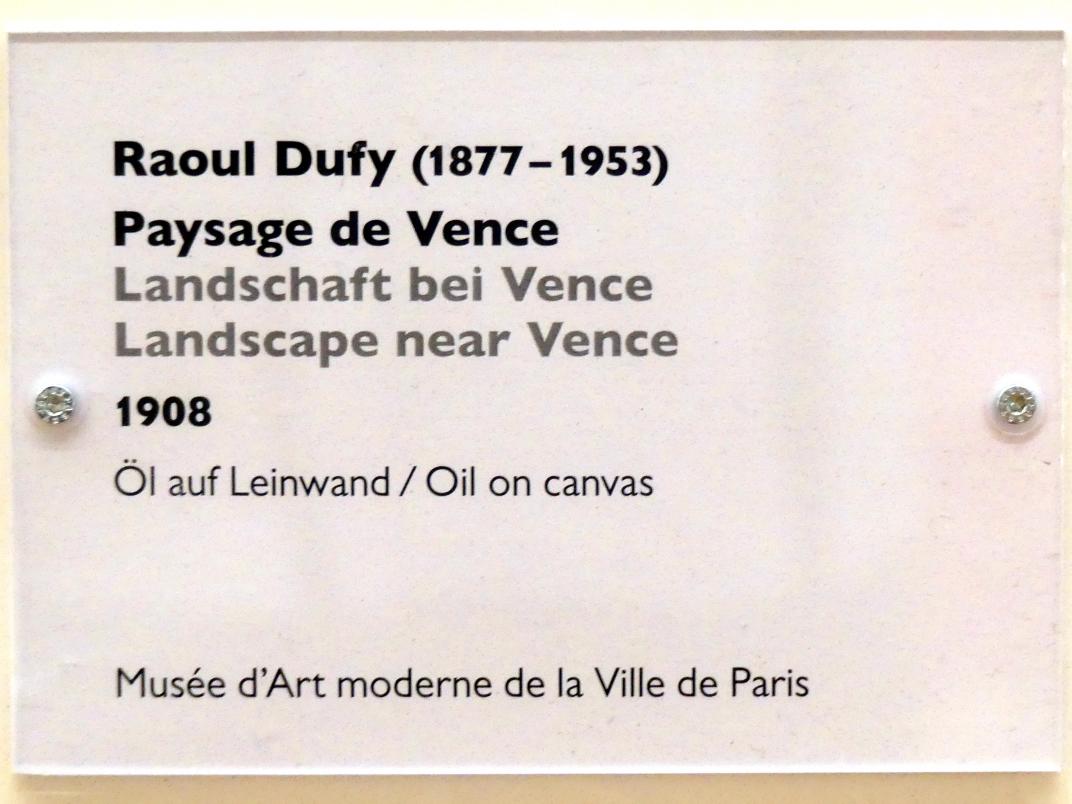 Raoul Dufy (1877 – 1953)
Paysage de Vence
Landschaft bei Vence
Landscape near Vence
1908
Öl auf Leinwand / Oil on canvas
Musée d’Art moderne de la Ville de Paris